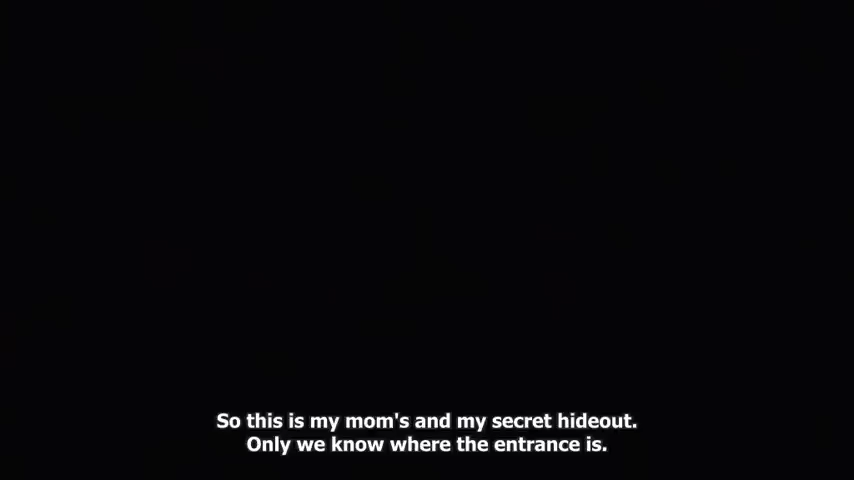 So this is my mom's and my secret hideout.
Only we know where the entrance is.